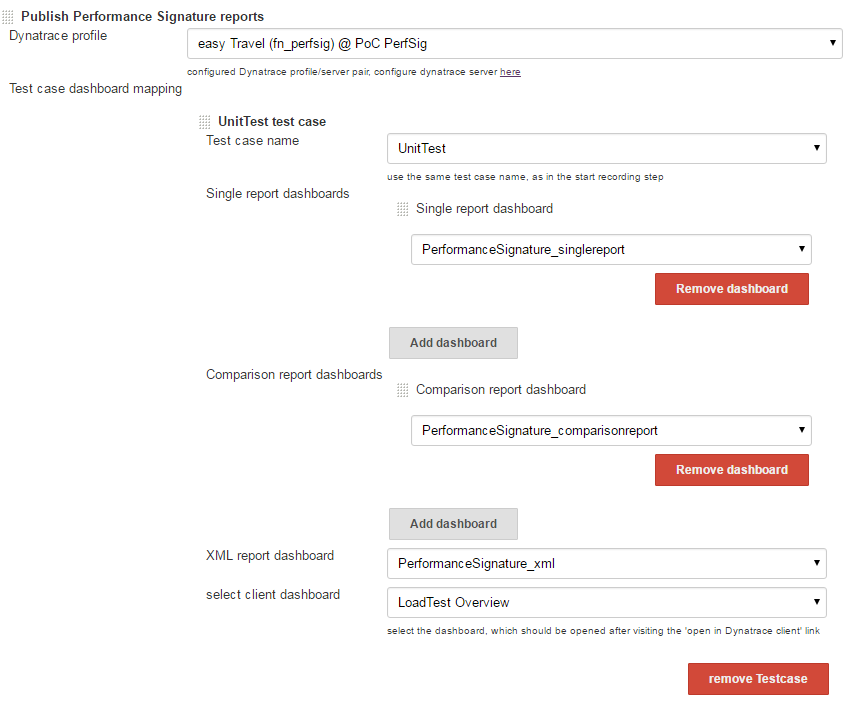 Publish Performance Signature reports
Dynatrace profile
easy Travel (fn_perfsig) @ PoC PerfSig
configured Dynatrace profile/server pair, configure dynatrace server here
Test case dashboard mapping
UnitTest test case
Test case name
UnitTest
use the same test case name, as in the start recording step
Single report dashboards
Single report dashboard
PerformanceSignature_singlereport
Remove dashboard
Add dashboard
Comparison report dashboards
Comparison report dashboard
PerformanceSignature_comparisonreport
Remove dashboard
Add dashboard
XML report dashboard
PerformanceSignature_xml
select client dashboard
LoadTest Overview
select the dashboard, which should be opened after visiting the 'open in Dynatrace client' link
remove Testcase